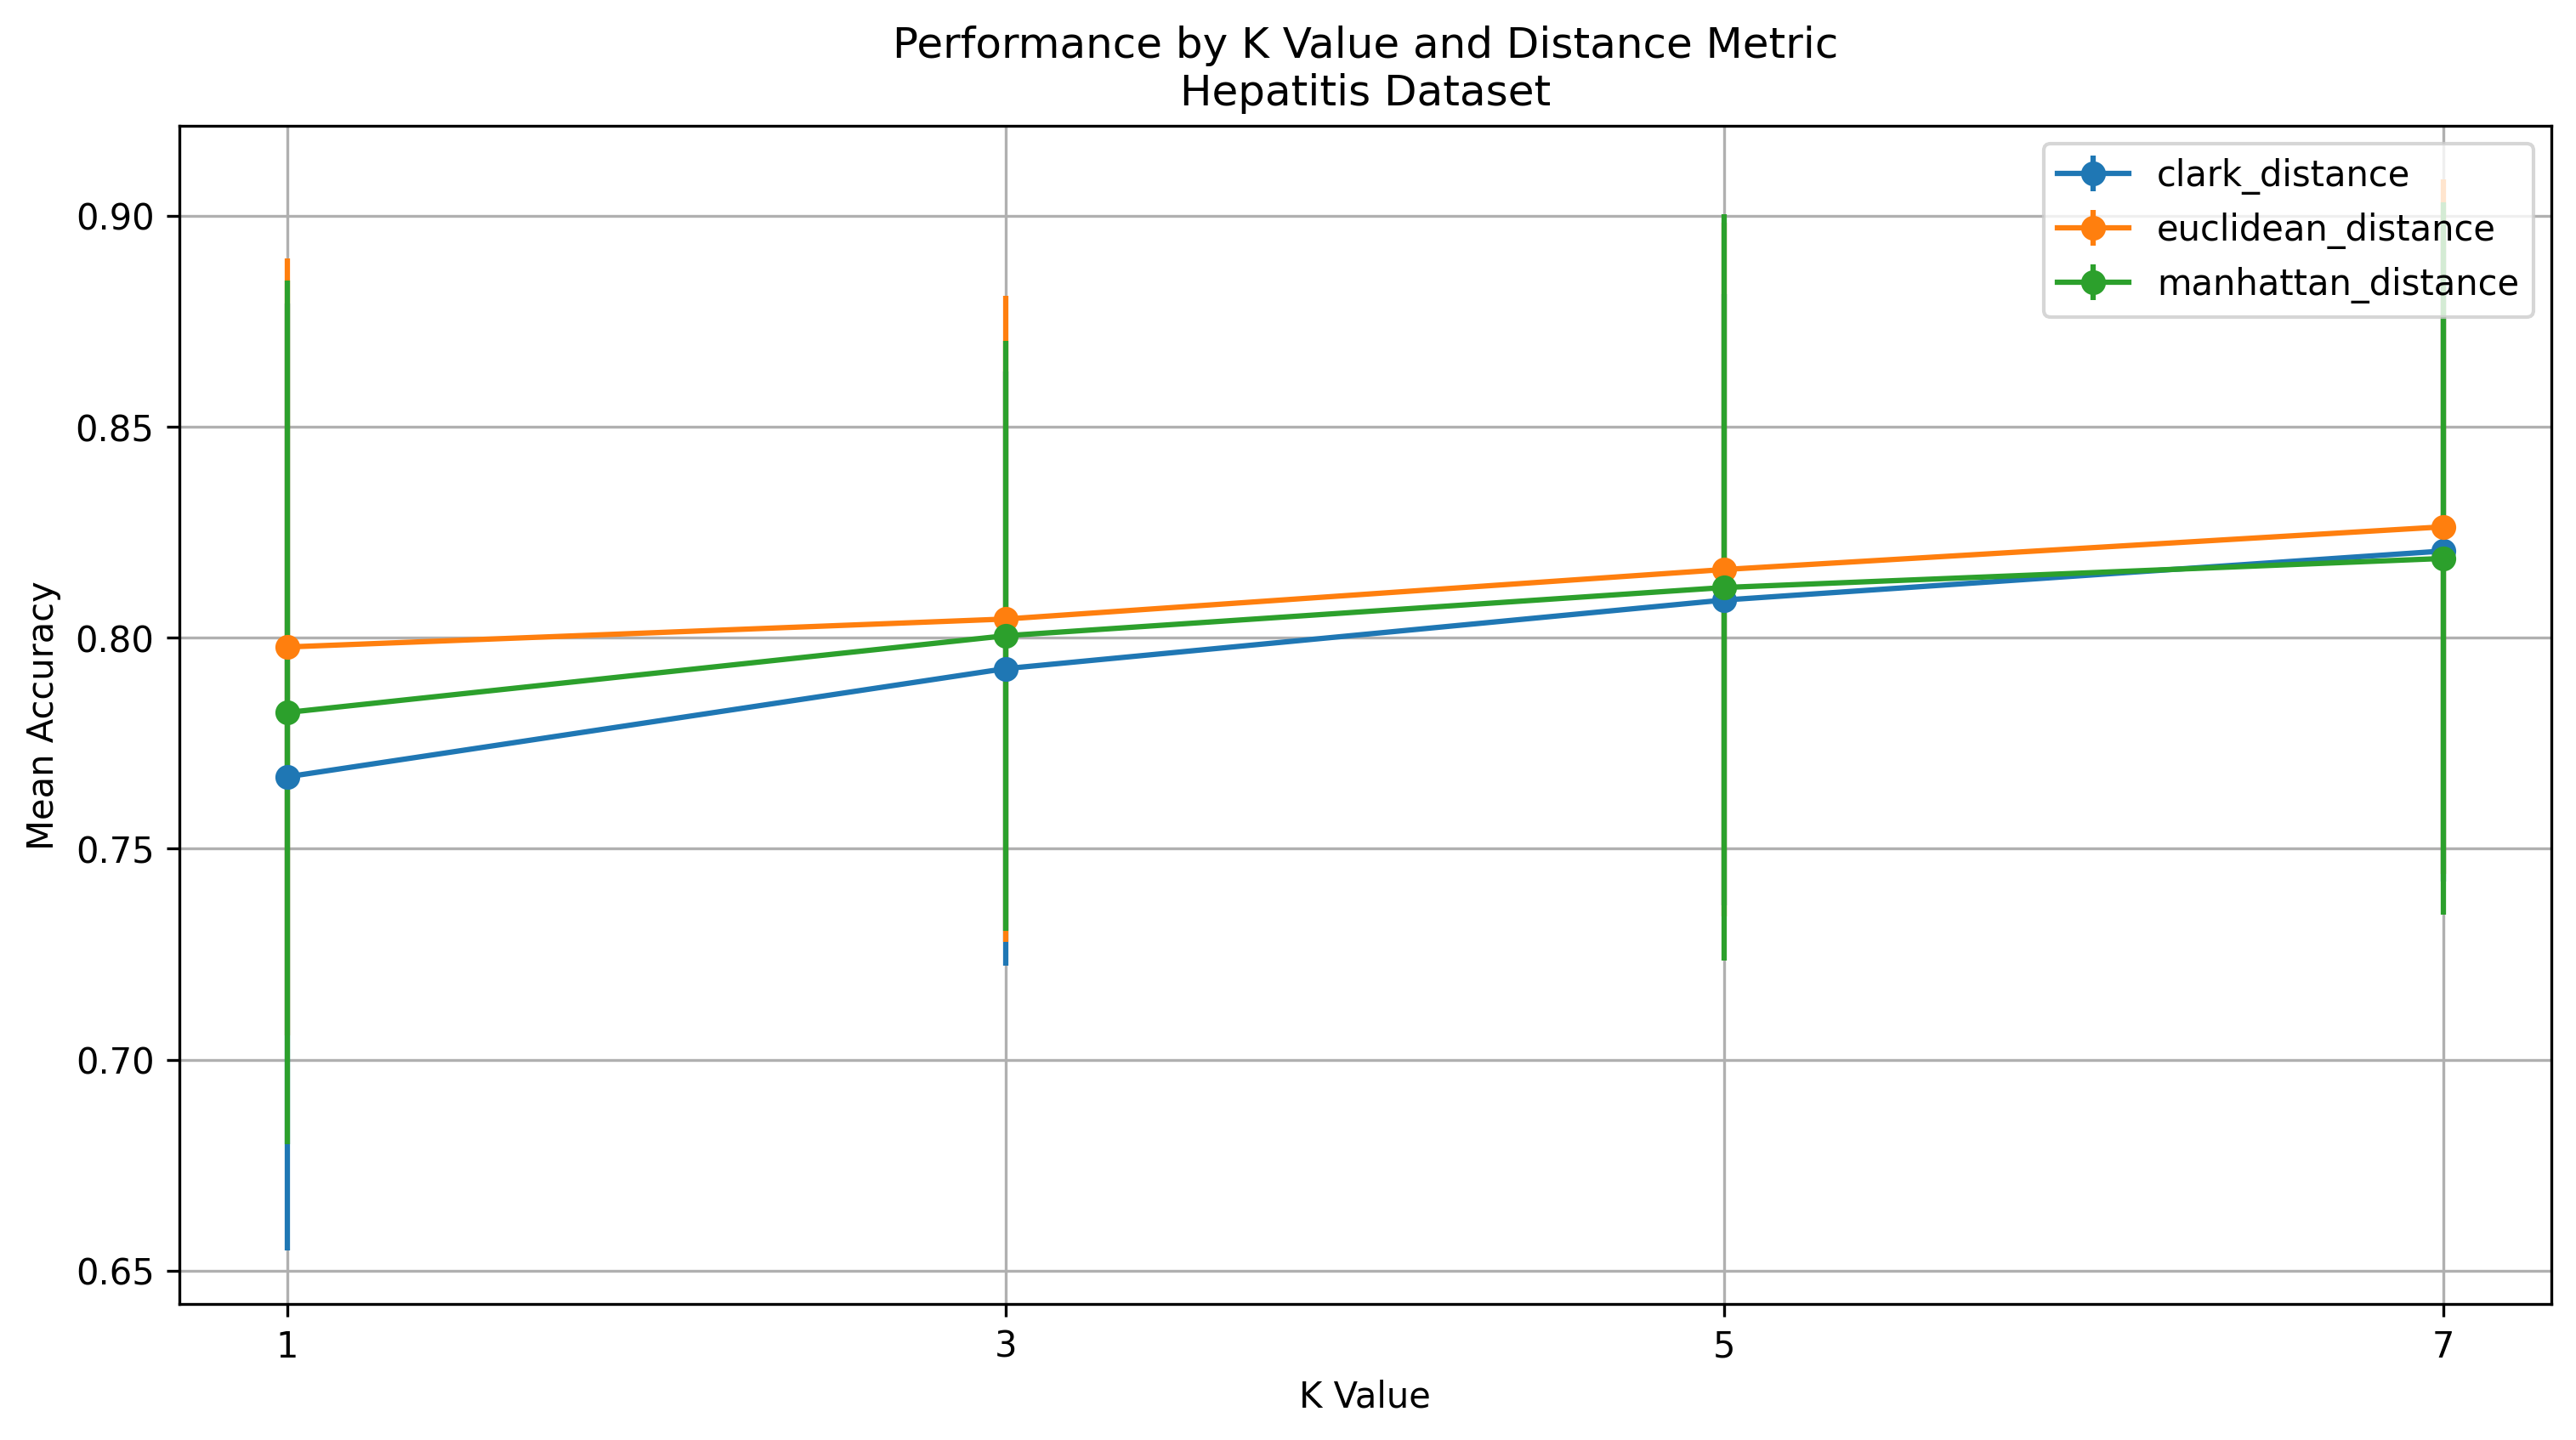 Performance by K Value and Distance Metric
Hepatitis Dataset
clark_distance
euclidean_distance
manhattan_distance
Mean Accuracy
0.90
0.85
0.80
0.75
0.70
0.65
1
3
5
7
K Value